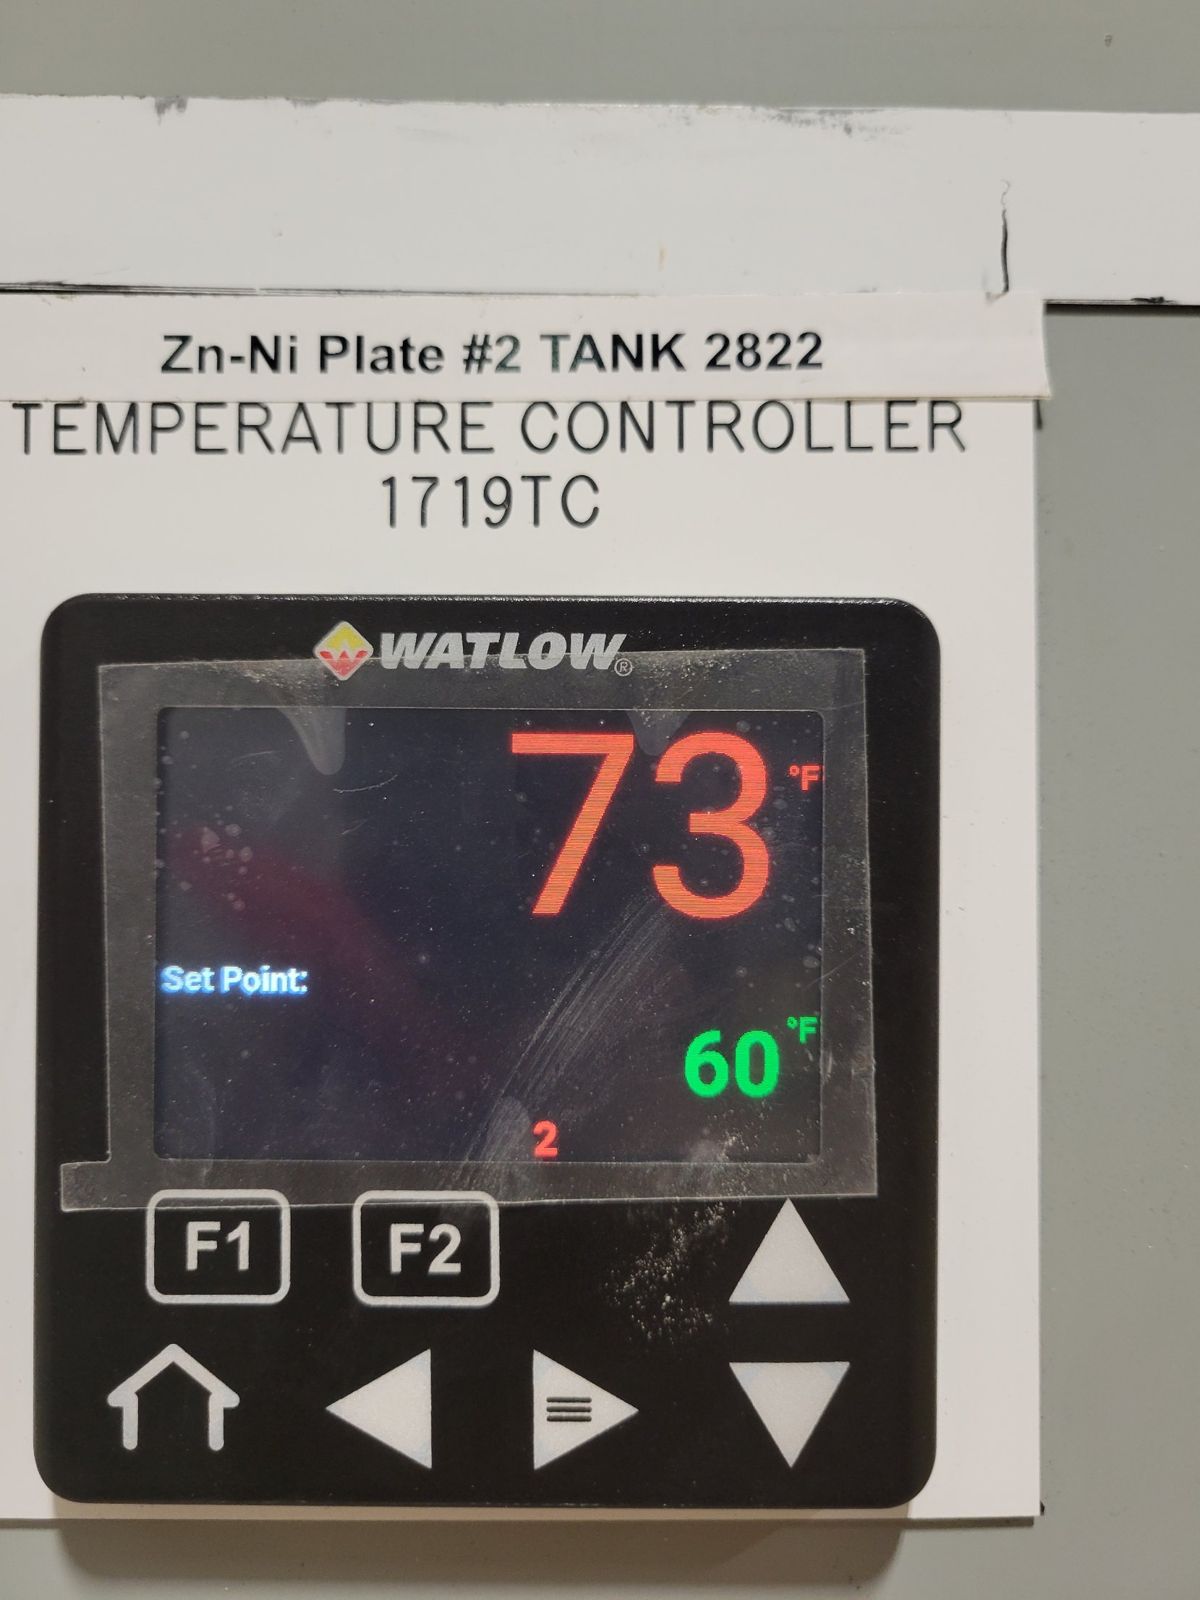 Zn-Ni Plate #2 TANK 2822
TEMPERATURE CONTROLLER
1719TC
WATLOW®
73 °F
Set Point:
60 °F
2
F1 F2